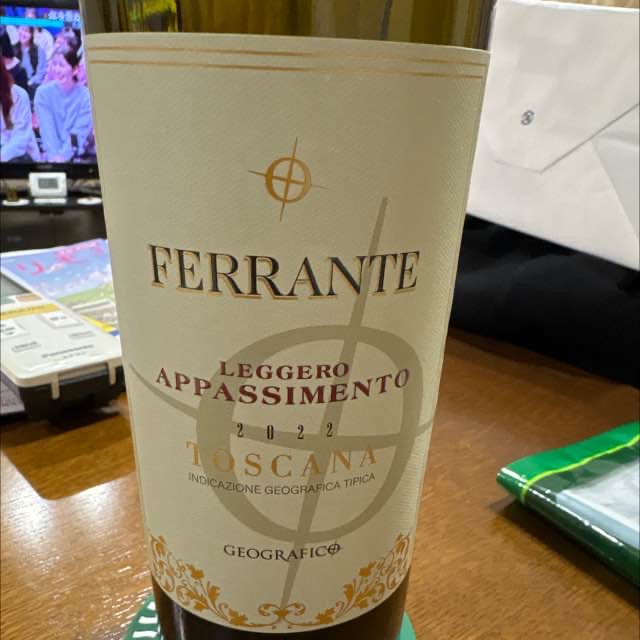 FERRANTE
LEGGERO
APPASSIMENTO
2022
TOSCANA
INDICAZIONE GEOGRAFICA TIPICA
GEOGRAFICO